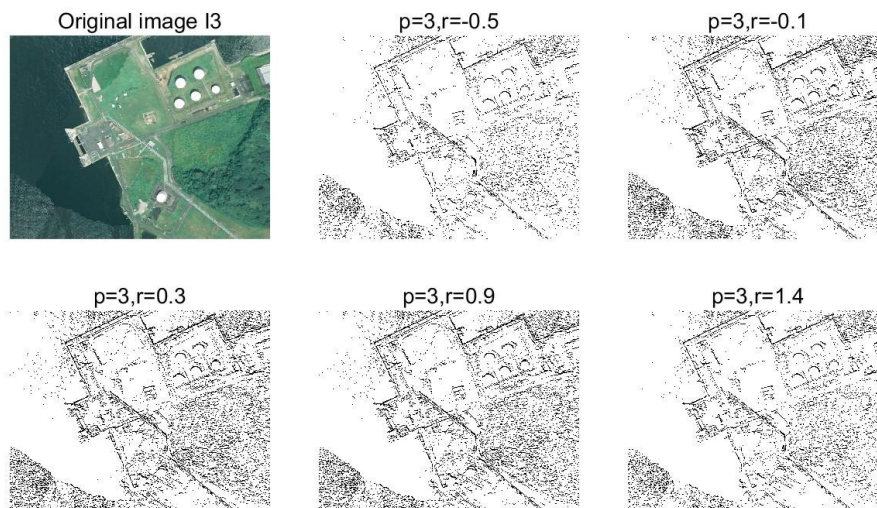 Original image I3
p=3,r=-0.5
p=3,r=-0.1
p=3,r=0.3
p=3,r=0.9
p=3,r=1.4